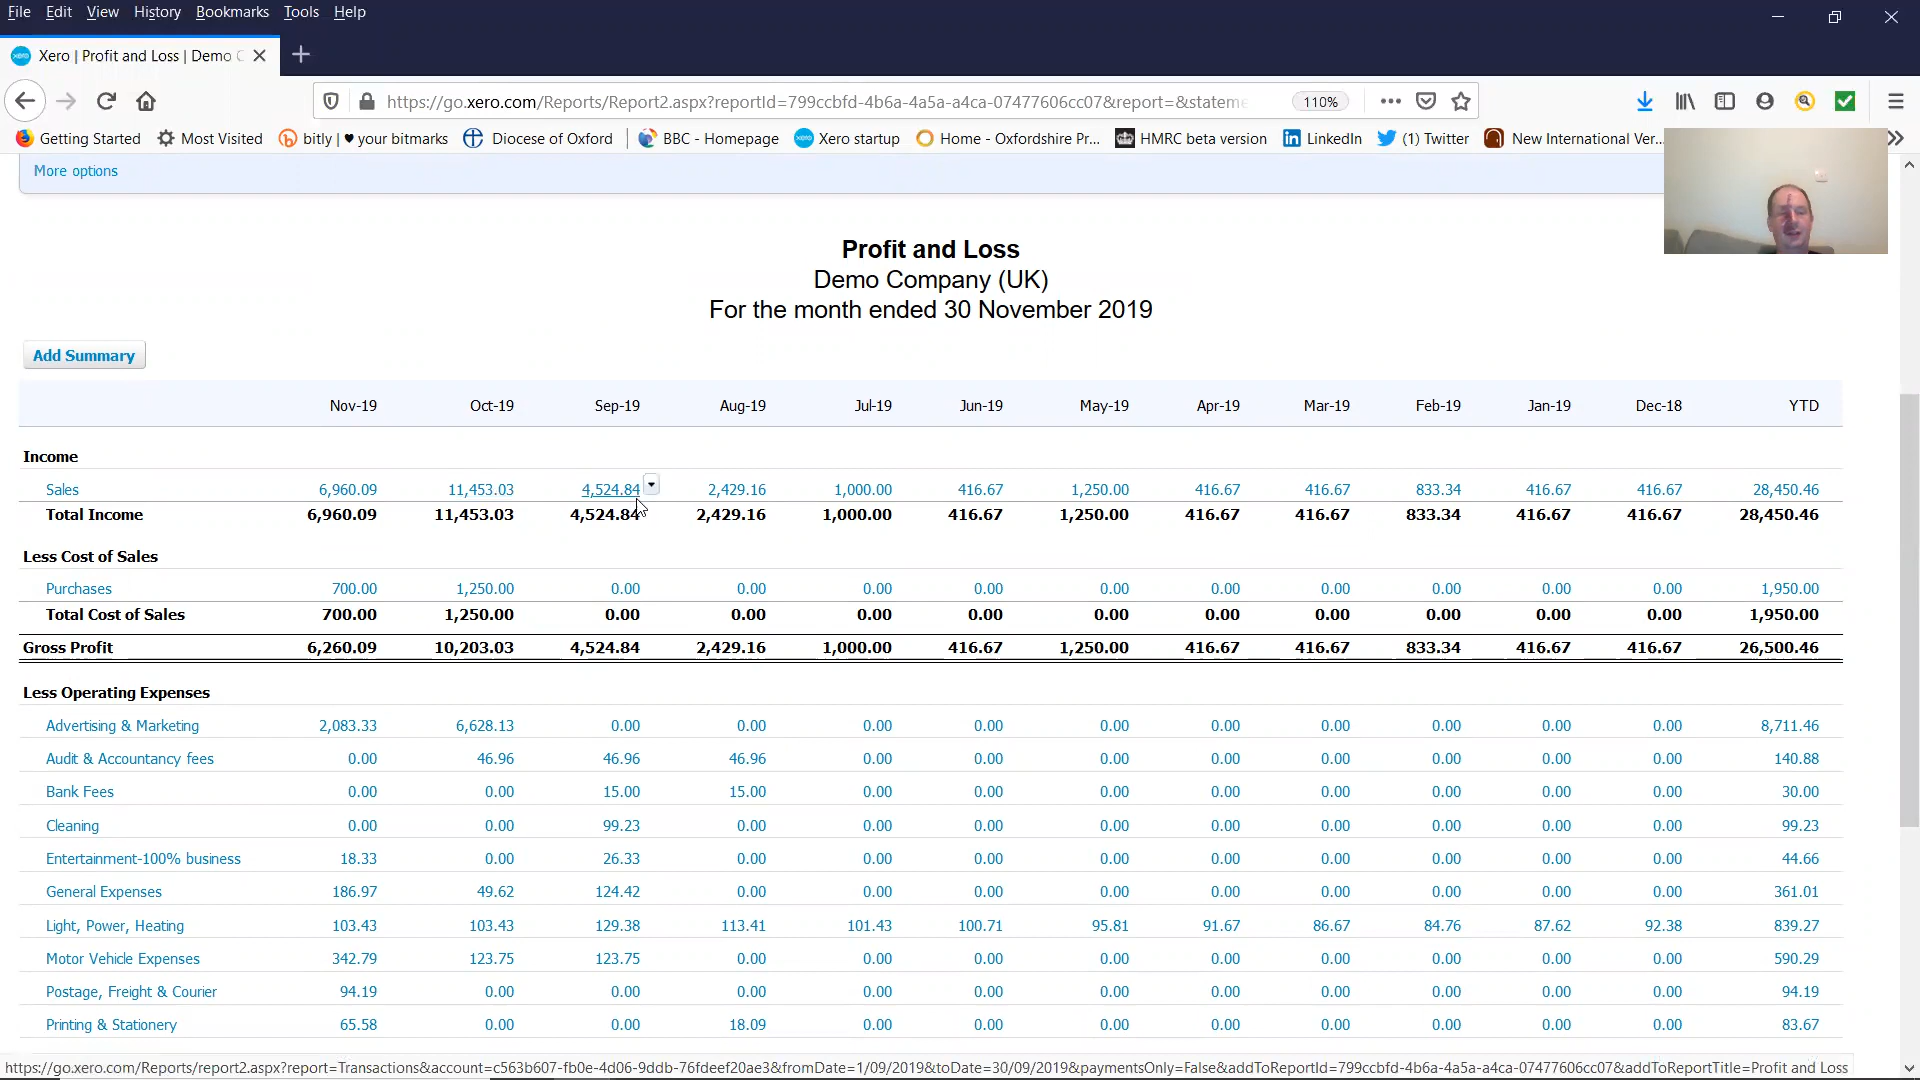 File Edit View History Bookmarks Tools Help
Xero | Profit and Loss | Demo C
https://go.xero.com/Reports/Report2.aspx?reportId=799ccbfd-4b6a-4a5a-a4ca-07477606cc07&report=&stateme 110%
Getting Started Most Visited bitly | ♥ your bitmarks Diocese of Oxford BBC - Homepage Xero startup Home - Oxfordshire Pr... HMRC beta version LinkedIn (1) Twitter New International Ver...
More options
Profit and Loss
Demo Company (UK)
For the month ended 30 November 2019
Add Summary
Nov-19 Oct-19 Sep-19 Aug-19 Jul-19 Jun-19 May-19 Apr-19 Mar-19 Feb-19 Jan-19 Dec-18 YTD
Income
Sales 6,960.09 11,453.03 4,524.84 2,429.16 1,000.00 416.67 1,250.00 416.67 416.67 833.34 416.67 416.67 28,450.46
Total Income 6,960.09 11,453.03 4,524.84 2,429.16 1,000.00 416.67 1,250.00 416.67 416.67 833.34 416.67 416.67 28,450.46
Less Cost of Sales
Purchases 700.00 1,250.00 0.00 0.00 0.00 0.00 0.00 0.00 0.00 0.00 0.00 0.00 1,950.00
Total Cost of Sales 700.00 1,250.00 0.00 0.00 0.00 0.00 0.00 0.00 0.00 0.00 0.00 0.00 1,950.00
Gross Profit 6,260.09 10,203.03 4,524.84 2,429.16 1,000.00 416.67 1,250.00 416.67 416.67 833.34 416.67 416.67 26,500.46
Less Operating Expenses
Advertising & Marketing 2,083.33 6,628.13 0.00 0.00 0.00 0.00 0.00 0.00 0.00 0.00 0.00 0.00 8,711.46
Audit & Accountancy fees 0.00 46.96 46.96 46.96 0.00 0.00 0.00 0.00 0.00 0.00 0.00 0.00 140.88
Bank Fees 0.00 0.00 15.00 15.00 0.00 0.00 0.00 0.00 0.00 0.00 0.00 0.00 30.00
Cleaning 0.00 0.00 99.23 0.00 0.00 0.00 0.00 0.00 0.00 0.00 0.00 0.00 99.23
Entertainment-100% business 18.33 0.00 26.33 0.00 0.00 0.00 0.00 0.00 0.00 0.00 0.00 0.00 44.66
General Expenses 186.97 49.62 124.42 0.00 0.00 0.00 0.00 0.00 0.00 0.00 0.00 0.00 361.01
Light, Power, Heating 103.43 103.43 129.38 113.41 101.43 100.71 95.81 91.67 86.67 84.76 87.62 92.38 839.27
Motor Vehicle Expenses 342.79 123.75 123.75 0.00 0.00 0.00 0.00 0.00 0.00 0.00 0.00 0.00 590.29
Postage, Freight & Courier 94.19 0.00 0.00 0.00 0.00 0.00 0.00 0.00 0.00 0.00 0.00 0.00 94.19
Printing & Stationery 65.58 0.00 0.00 18.09 0.00 0.00 0.00 0.00 0.00 0.00 0.00 0.00 83.67
https://go.xero.com/Reports/report2.aspx?report=Transactions&account=c563b607-fb0e-4d06-9ddb-76fdeef20ae3&fromDate=1/09/2019&toDate=30/09/2019&paymentsOnly=False&addToReportId=799ccbfd-4b6a-4a5a-a4ca-07477606cc07&addToReportTitle=Profit and Loss